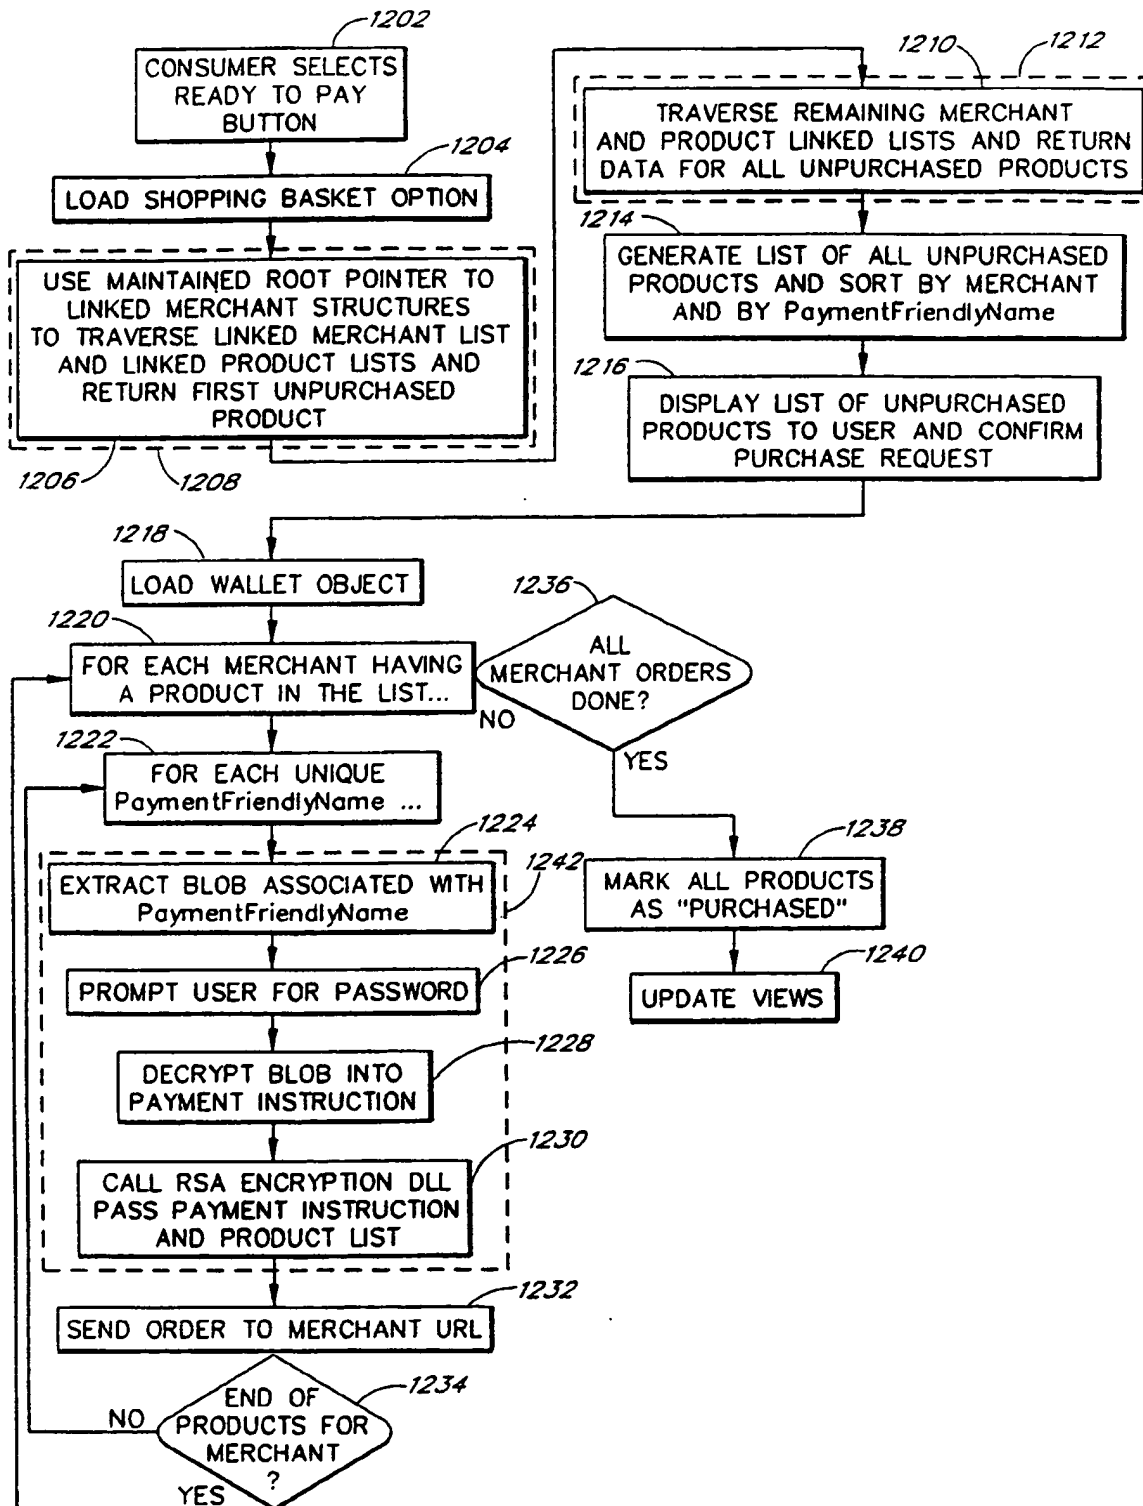 1202
CONSUMER SELECTS
READY TO PAY
BUTTON
1204
LOAD SHOPPING BASKET OPTION
USE MAINTAINED ROOT POINTER TO
LINKED MERCHANT STRUCTURES
TO TRAVERSE LINKED MERCHANT LIST
AND LINKED PRODUCT LISTS AND
RETURN FIRST UNPURCHASED
PRODUCT
1206
1208
1210
1212
TRAVERSE REMAINING MERCHANT
AND PRODUCT LINKED LISTS AND RETURN
DATA FOR ALL UNPURCHASED PRODUCTS
1214
GENERATE LIST OF ALL UNPURCHASED
PRODUCTS AND SORT BY MERCHANT
AND BY PaymentFriendlyName
1216
DISPLAY LIST OF UNPURCHASED
PRODUCTS TO USER AND CONFIRM
PURCHASE REQUEST
1218
LOAD WALLET OBJECT
1220
FOR EACH MERCHANT HAVING
A PRODUCT IN THE LIST...
1236
ALL
MERCHANT ORDERS
DONE?
NO
YES
1222
FOR EACH UNIQUE
PaymentFriendlyName ...
1224
1242
EXTRACT BLOB ASSOCIATED WITH
PaymentFriendlyName
1226
PROMPT USER FOR PASSWORD
1228
DECRYPT BLOB INTO
PAYMENT INSTRUCTION
1230
CALL RSA ENCRYPTION DLL
PASS PAYMENT INSTRUCTION
AND PRODUCT LIST
1238
MARK ALL PRODUCTS
AS "PURCHASED"
1240
UPDATE VIEWS
1232
SEND ORDER TO MERCHANT URL
1234
END OF
PRODUCTS FOR
MERCHANT
?
NO
YES